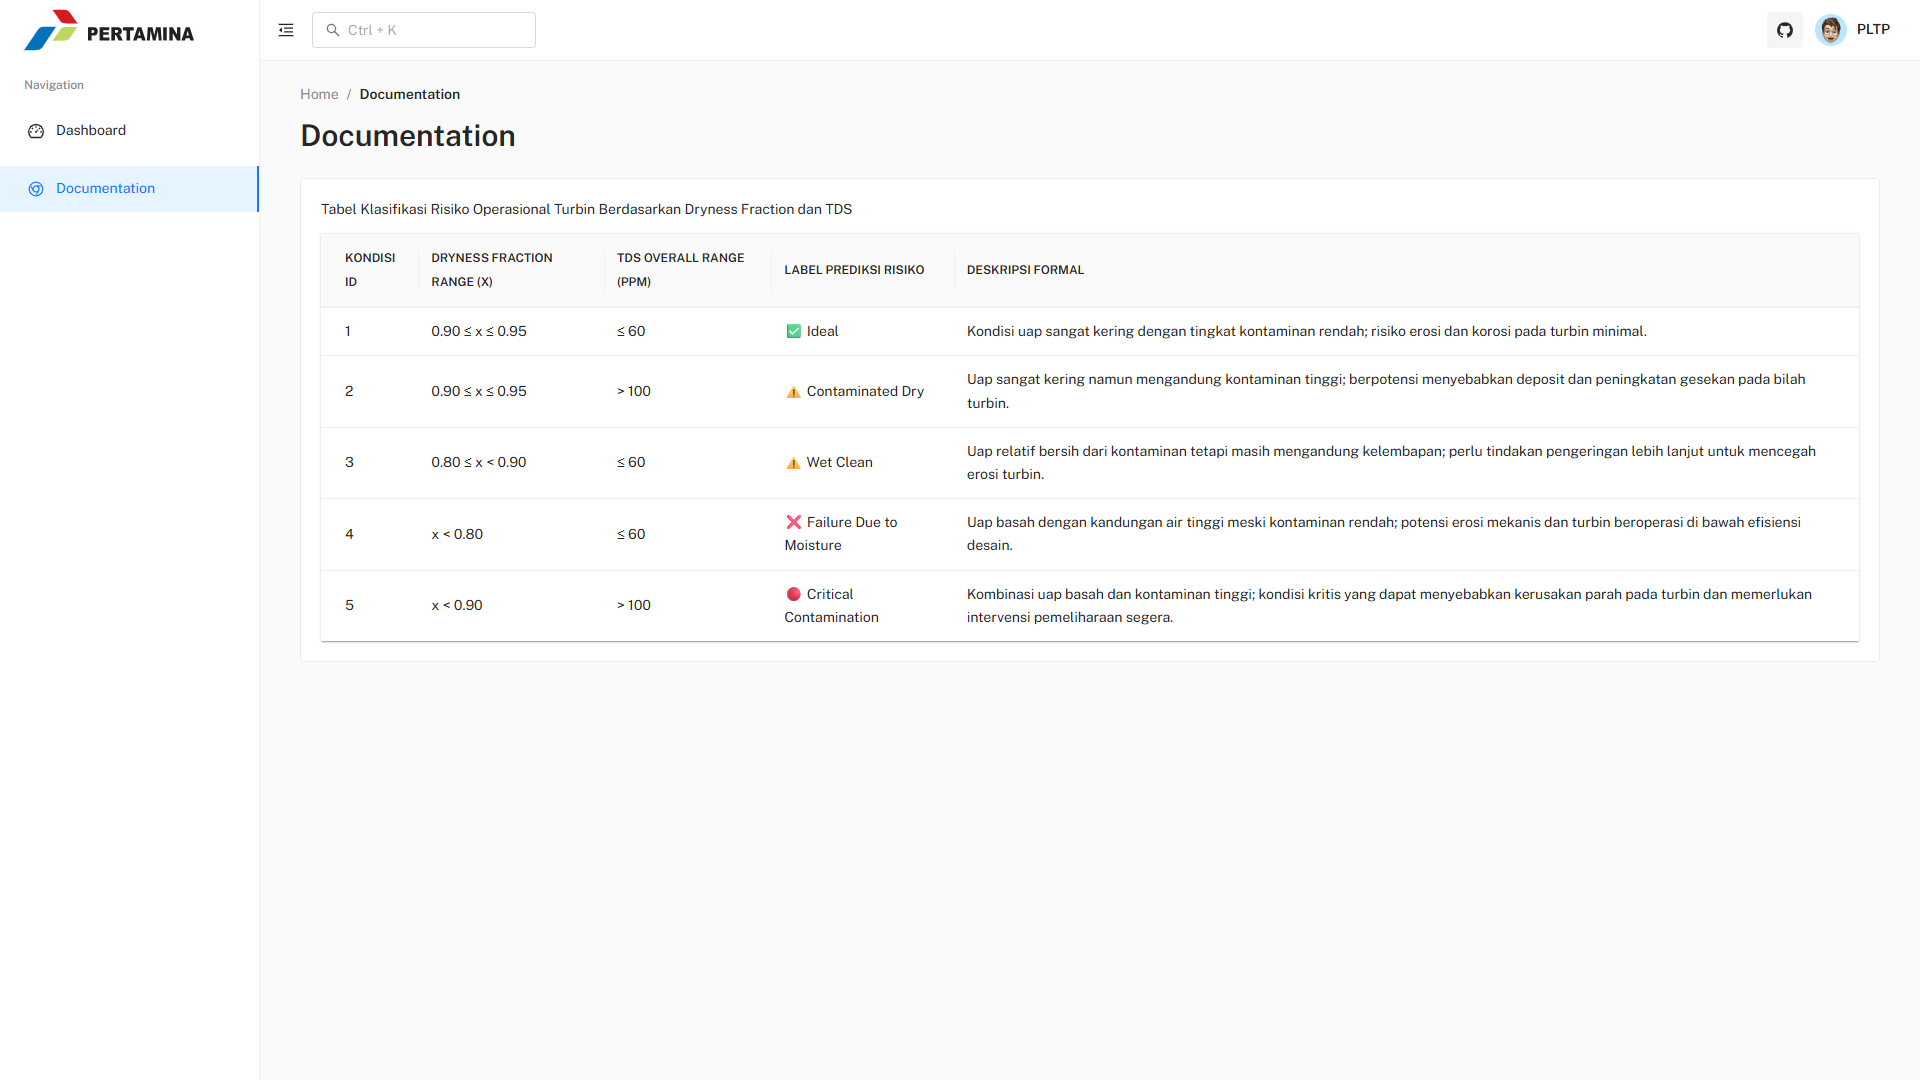 PERTAMINA
Ctrl + K
PLTP
Navigation
Dashboard
Documentation
Home / Documentation
Documentation
Tabel Klasifikasi Risiko Operasional Turbin Berdasarkan Dryness Fraction dan TDS
KONDISI
ID
DRYNESS FRACTION
RANGE (X)
TDS OVERALL RANGE
(PPM)
LABEL PREDIKSI RISIKO
DESKRIPSI FORMAL
1
0.90 ≤ x ≤ 0.95
≤ 60
✅ Ideal
Kondisi uap sangat kering dengan tingkat kontaminan rendah; risiko erosi dan korosi pada turbin minimal.
2
0.90 ≤ x ≤ 0.95
> 100
⚠️ Contaminated Dry
Uap sangat kering namun mengandung kontaminan tinggi; berpotensi menyebabkan deposit dan peningkatan gesekan pada bilah
turbin.
3
0.80 ≤ x < 0.90
≤ 60
⚠️ Wet Clean
Uap relatif bersih dari kontaminan tetapi masih mengandung kelembapan; perlu tindakan pengeringan lebih lanjut untuk mencegah
erosi turbin.
4
x < 0.80
≤ 60
❌ Failure Due to
Moisture
Uap basah dengan kandungan air tinggi meski kontaminan rendah; potensi erosi mekanis dan turbin beroperasi di bawah efisiensi
desain.
5
x < 0.90
> 100
🔴 Critical
Contamination
Kombinasi uap basah dan kontaminan tinggi; kondisi kritis yang dapat menyebabkan kerusakan parah pada turbin dan memerlukan
intervensi pemeliharaan segera.